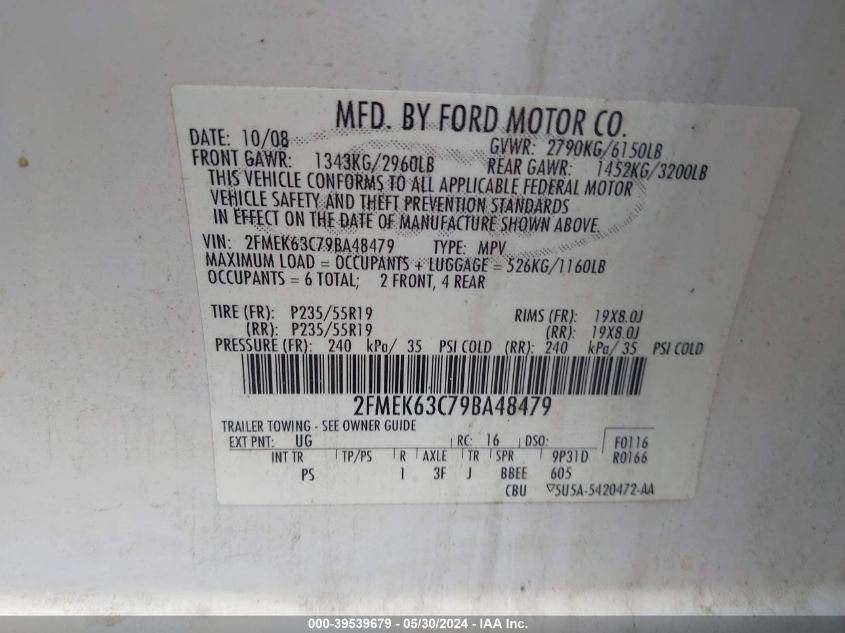 MFD. BY FORD MOTOR CO.
DATE: 10/08 GVWR: 2790KG/6150LB
FRONT GAWR: 1343KG/2960LB REAR GAWR: 1452KG/3200LB
THIS VEHICLE CONFORMS TO ALL APPLICABLE FEDERAL MOTOR
VEHICLE SAFETY AND THEFT PREVENTION STANDARDS
IN EFFECT ON THE DATE OF MANUFACTURE SHOWN ABOVE.
VIN: 2FMEK63C79BA48479 TYPE: MPV
MAXIMUM LOAD = OCCUPANTS + LUGGAGE = 526KG/1160LB
OCCUPANTS = 6 TOTAL; 2 FRONT, 4 REAR
TIRE (FR): P235/55R19 RIMS (FR): 19X8.0J
(RR): P235/55R19 (RR): 19X8.0J
PRESSURE (FR): 240 kPa/ 35 PSI COLD (RR): 240 kPa/ 35 PSI COLD
2FMEK63C79BA48479
TRAILER TOWING - SEE OWNER GUIDE
EXT PNT: UG RC: 16 DSO: F0116
INT TR TP/PS R AXLE TR SPR 9P31D R0166
PS 1 3F J BBEE 605
CBU ▽5U5A-5420472-AA
000-39539679 / 05/30/2024 - IAA Inc.